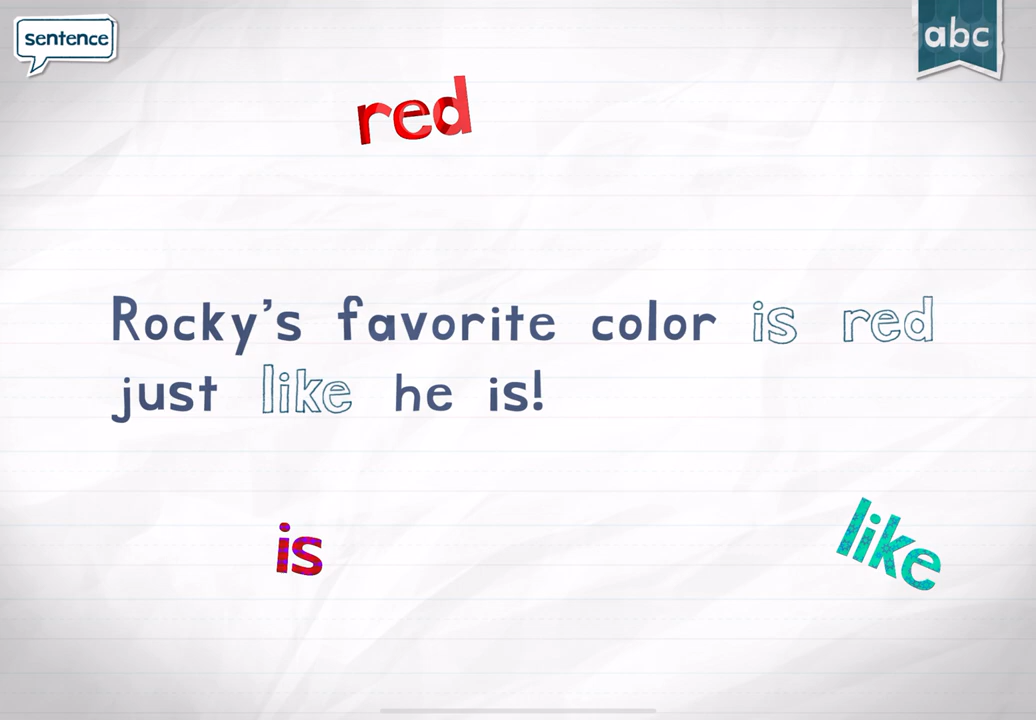 sentence
abc
red
Rocky's favorite color is red
just like he is!
is
like